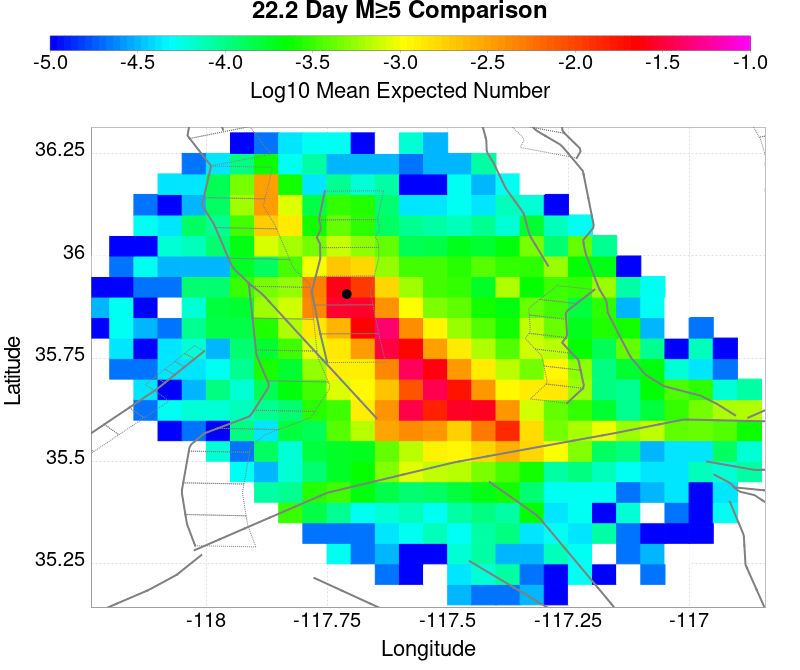 22.2 Day M≥5 Comparison
-5.0 -4.5 -4.0 -3.5 -3.0 -2.5 -2.0 -1.5 -1.0
Log10 Mean Expected Number
36.25
36
35.75
35.5
35.25
Latitude
-118 -117.75 -117.5 -117.25 -117
Longitude